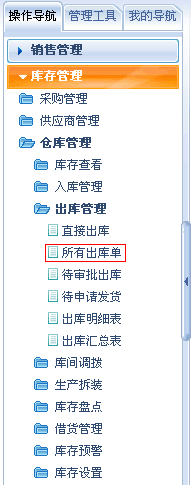 操作导航 管理工具 我的导航
销售管理
库存管理
采购管理
供应商管理
仓库管理
库存查看
入库管理
出库管理
直接出库
所有出库单
待审批出库
待申请发货
出库明细表
出库汇总表
库间调拨
生产拆装
库存盘点
借货管理
库存预警
库存设置